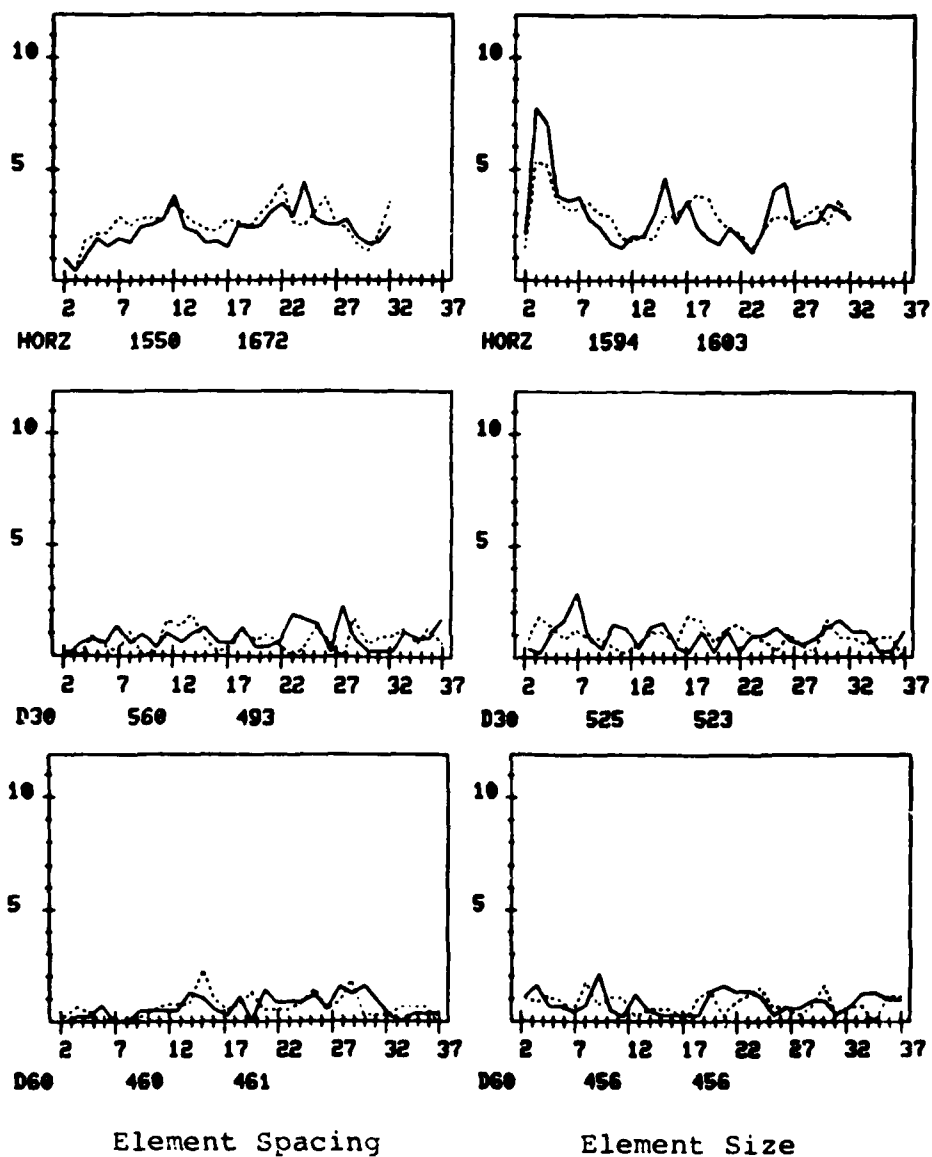 10
10
5
5
2 7 12 17 22 27 32 37
2 7 12 17 22 27 32 37
HORZ 1550 1672
HORZ 1594 1603
10
10
5
5
2 7 12 17 22 27 32 37
2 7 12 17 22 27 32 37
D30 560 493
D30 525 523
10
10
5
5
2 7 12 17 22 27 32 37
2 7 12 17 22 27 32 37
D60 460 461
D60 456 456
Element Spacing
Element Size